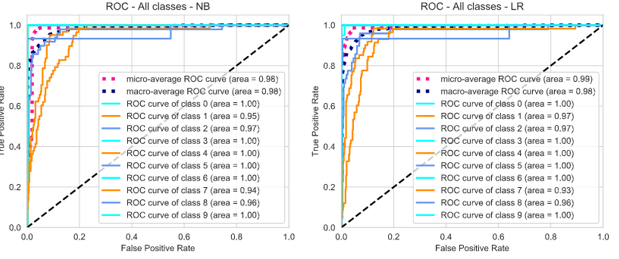 ROC - All classes - NB
1.0
0.8
0.6
0.4
0.2
0.0
True Positive Rate
micro-average ROC curve (area = 0.98)
macro-average ROC curve (area = 0.98)
ROC curve of class 0 (area = 1.00)
ROC curve of class 1 (area = 0.95)
ROC curve of class 2 (area = 0.97)
ROC curve of class 3 (area = 1.00)
ROC curve of class 4 (area = 1.00)
ROC curve of class 5 (area = 1.00)
ROC curve of class 6 (area = 1.00)
ROC curve of class 7 (area = 0.94)
ROC curve of class 8 (area = 0.96)
ROC curve of class 9 (area = 1.00)
0.0 0.2 0.4 0.6 0.8 1.0
False Positive Rate
ROC - All classes - LR
1.0
0.8
0.6
0.4
0.2
0.0
True Positive Rate
micro-average ROC curve (area = 0.99)
macro-average ROC curve (area = 0.98)
ROC curve of class 0 (area = 1.00)
ROC curve of class 1 (area = 0.97)
ROC curve of class 2 (area = 0.97)
ROC curve of class 3 (area = 1.00)
ROC curve of class 4 (area = 1.00)
ROC curve of class 5 (area = 1.00)
ROC curve of class 6 (area = 1.00)
ROC curve of class 7 (area = 0.93)
ROC curve of class 8 (area = 0.96)
ROC curve of class 9 (area = 1.00)
0.0 0.2 0.4 0.6 0.8 1.0
False Positive Rate